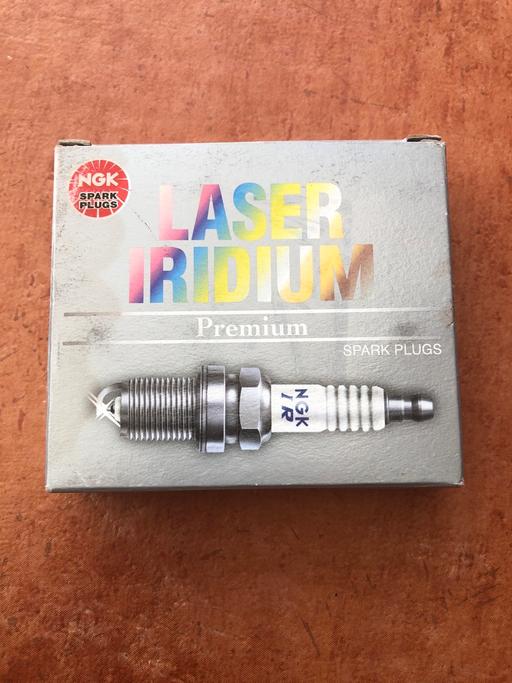 NGK
SPARK
PLUGS
LASER
IRIDIUM
Premium
SPARK PLUGS
NGK
IR